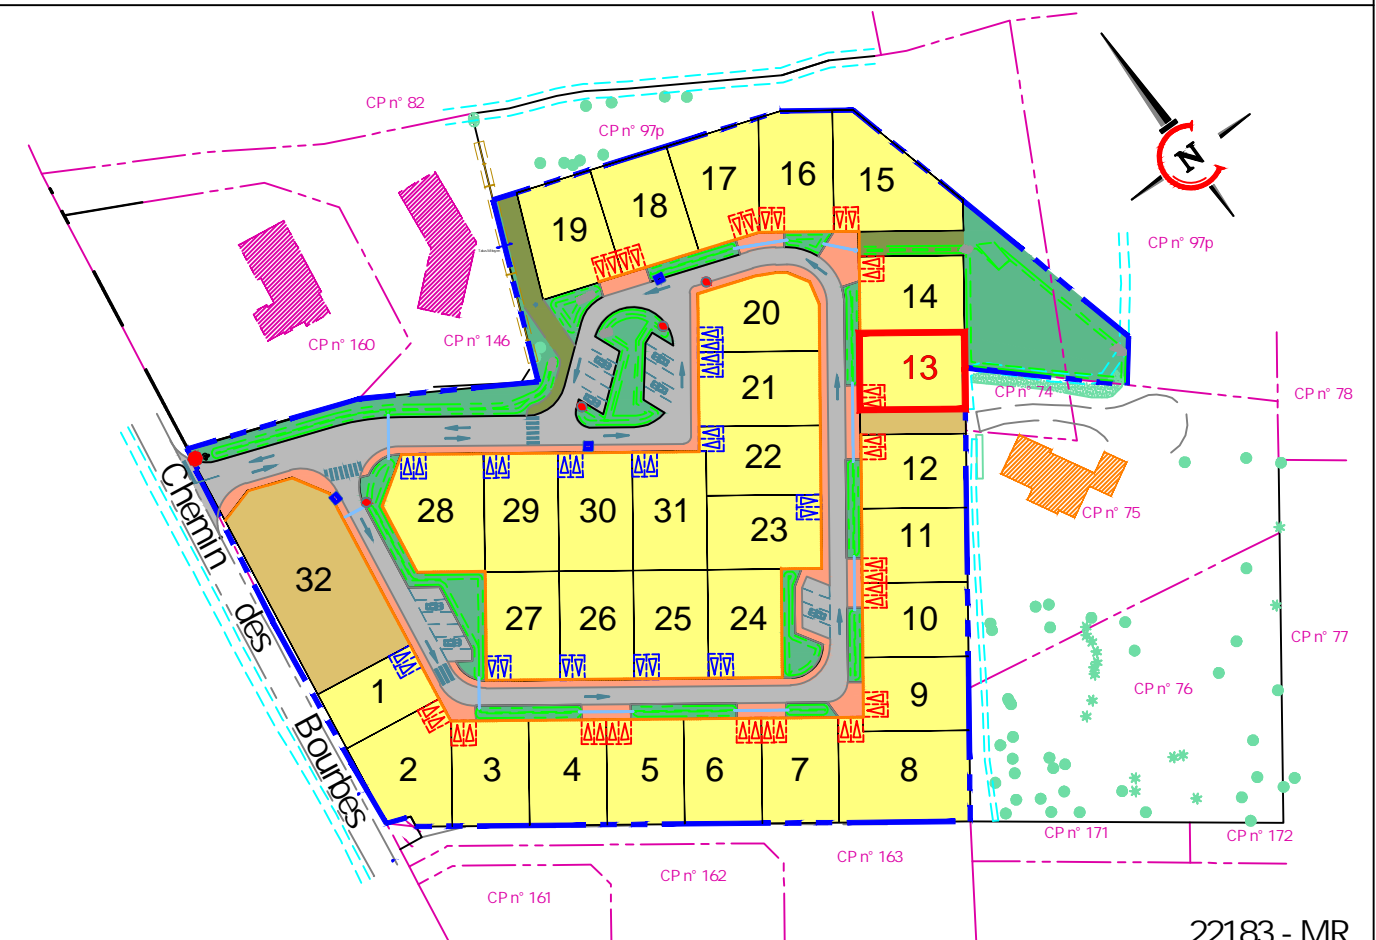 CP n° 82
CP n° 97p
N
CP n° 97p
17
16
15
18
19
14
20
CP n° 160
CP n° 146
13
21
CP n° 74
CP n° 78
22
12
28
29
30
31
CP n° 75
23
11
32
27
26
25
24
10
CP n° 77
CP n° 76
1
9
2
3
4
5
6
7
8
Chemin
des
Bourbes
CP n° 171
CP n° 172
CP n° 163
CP n° 162
CP n° 161
22183 - MR